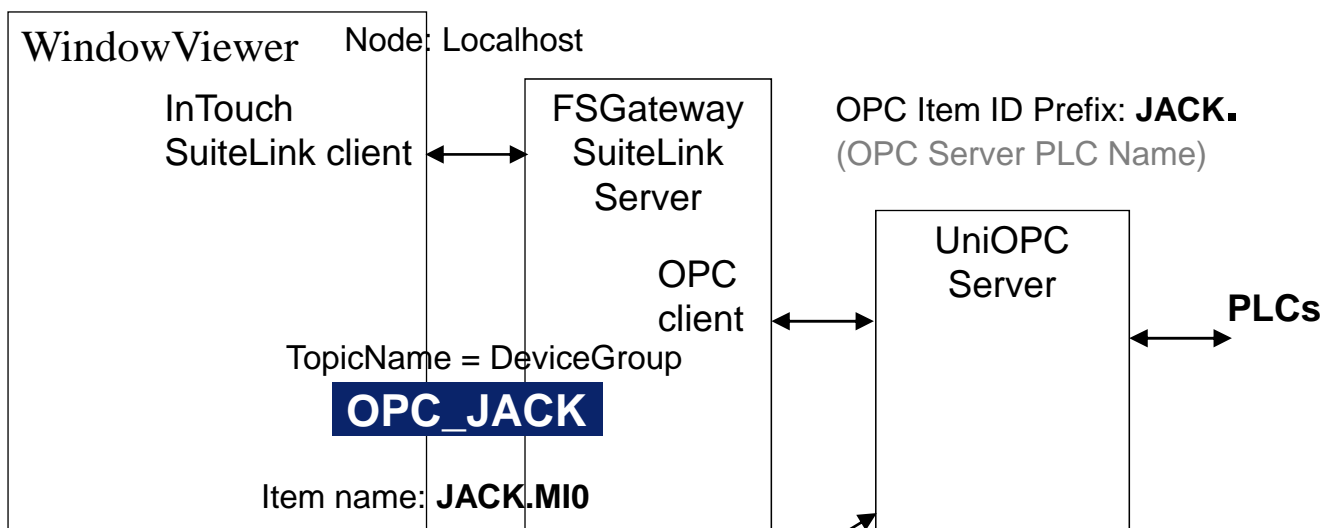 WindowViewer
Node: Localhost
InTouch
SuiteLink client
FSGateway
SuiteLink
Server
OPC Item ID Prefix: JACK.
(OPC Server PLC Name)
OPC
client
UniOPC
Server
PLCs
TopicName = DeviceGroup
OPC_JACK
Item name: JACK.MI0